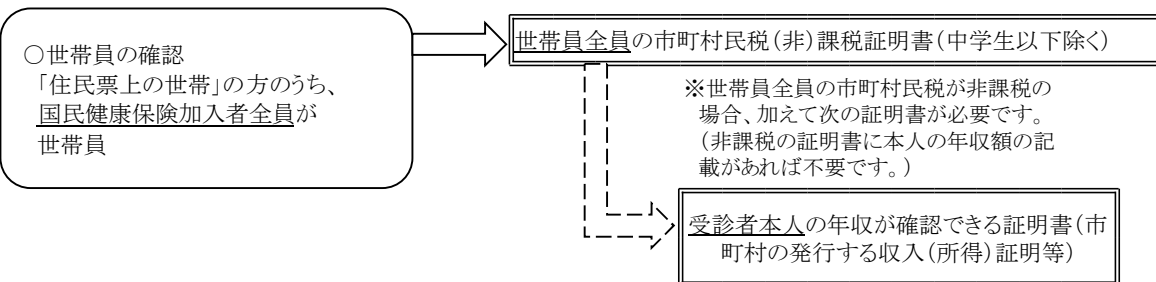 ○世帯員の確認
「住民票上の世帯」の方のうち、
国民健康保険加入者全員が
世帯員
世帯員全員の市町村民税(非)課税証明書(中学生以下除く)
※世帯員全員の市町村民税が非課税の
場合、加えて次の証明書が必要です。
(非課税の証明書に本人の年収額の記
載があれば不要です。)
受診者本人の年収が確認できる証明書(市
町村の発行する収入(所得)証明等)